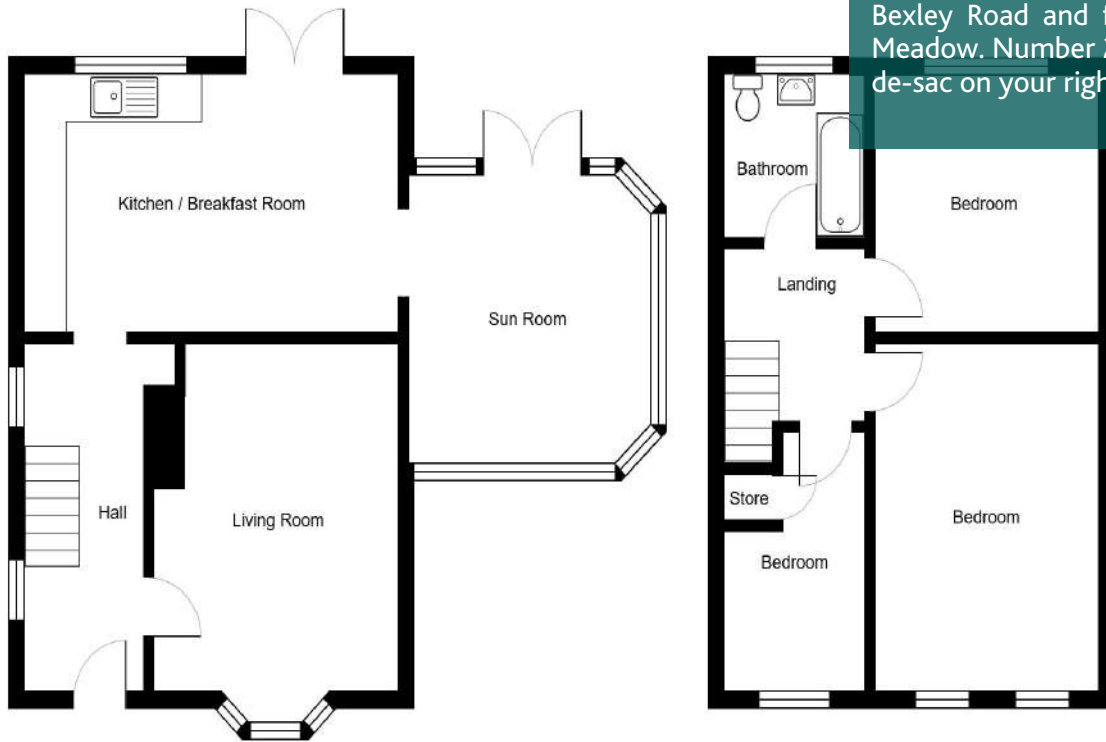 Bexley Road and
Meadow. Number
de-sac on your
Kitchen / Breakfast Room
Sun Room
Hall
Living Room
Bathroom
Bedroom
Landing
Store
Bedroom
Bedroom